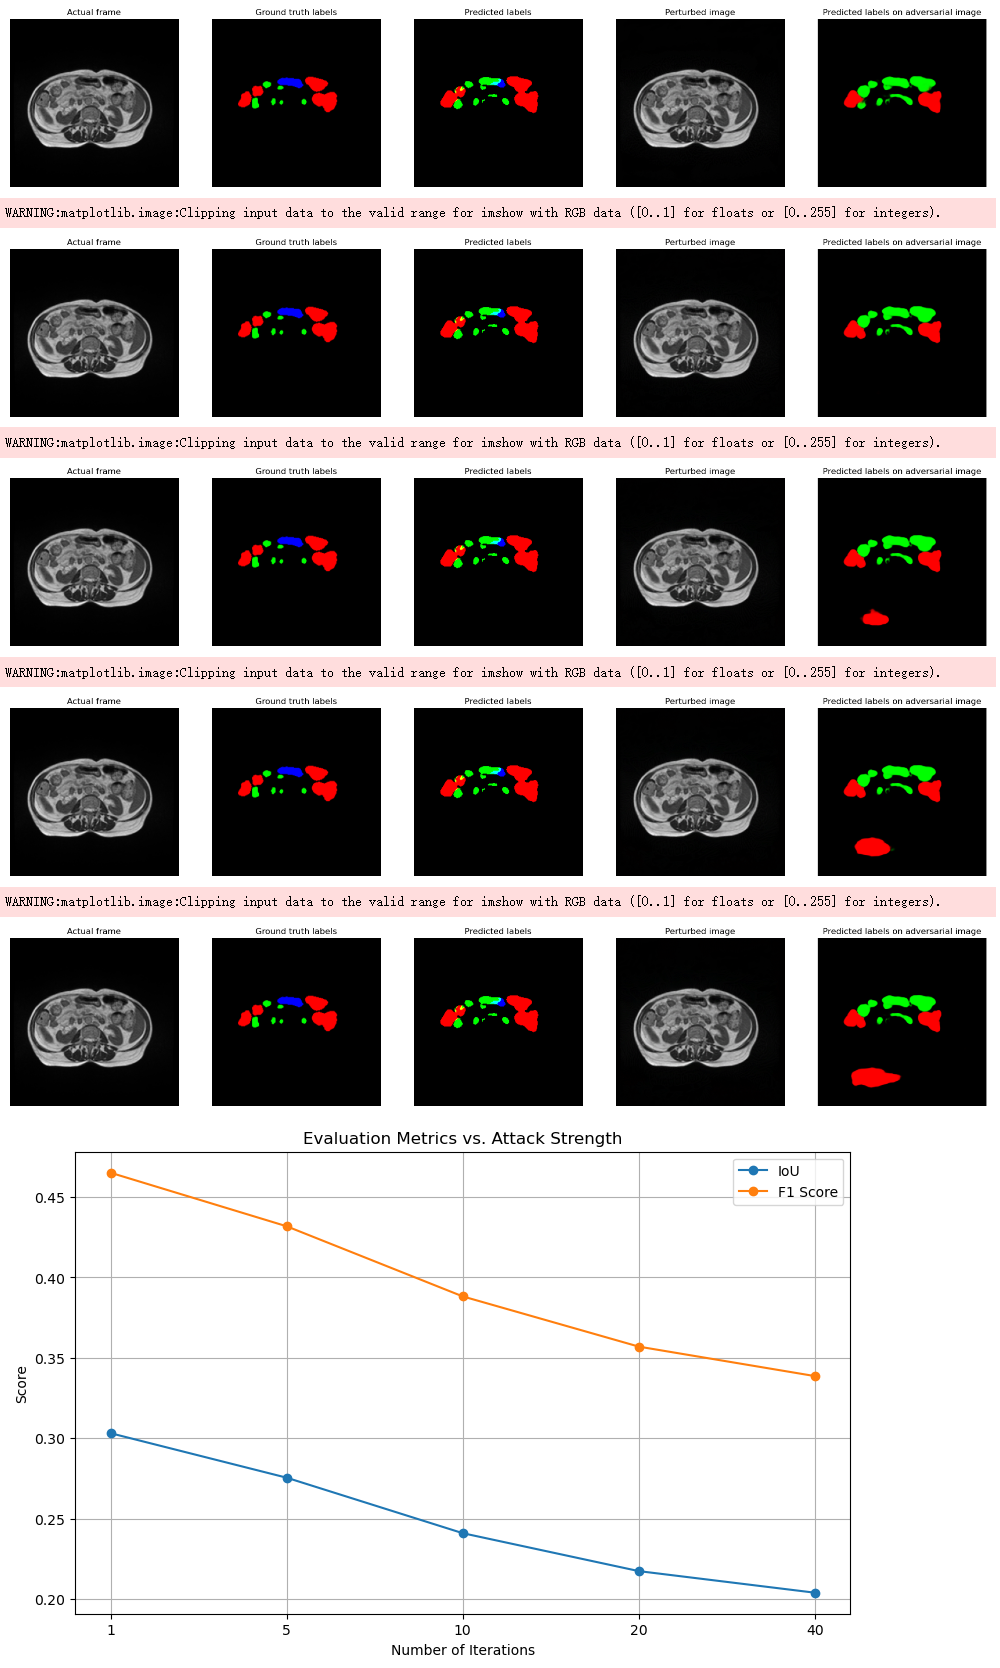 Actual frame Ground truth labels Predicted labels Perturbed image Predicted labels on adversarial image
WARNING:matplotlib.image:Clipping input data to the valid range for imshow with RGB data ([0..1] for floats or [0..255] for integers).
Actual frame Ground truth labels Predicted labels Perturbed image Predicted labels on adversarial image
WARNING:matplotlib.image:Clipping input data to the valid range for imshow with RGB data ([0..1] for floats or [0..255] for integers).
Actual frame Ground truth labels Predicted labels Perturbed image Predicted labels on adversarial image
WARNING:matplotlib.image:Clipping input data to the valid range for imshow with RGB data ([0..1] for floats or [0..255] for integers).
Actual frame Ground truth labels Predicted labels Perturbed image Predicted labels on adversarial image
WARNING:matplotlib.image:Clipping input data to the valid range for imshow with RGB data ([0..1] for floats or [0..255] for integers).
Actual frame Ground truth labels Predicted labels Perturbed image Predicted labels on adversarial image
Evaluation Metrics vs. Attack Strength
IoU
F1 Score
0.45
0.40
0.35
0.30
0.25
0.20
Score
1 5 10 20 40
Number of Iterations